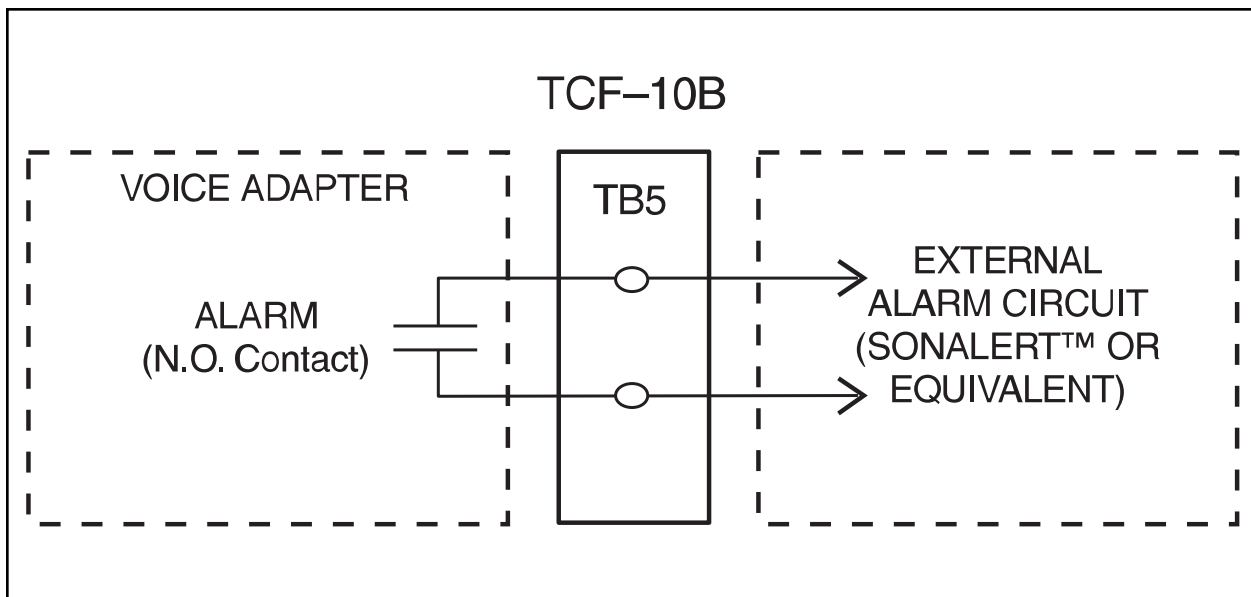 TCF–10B
VOICE ADAPTER
TB5
ALARM
(N.O. Contact)
EXTERNAL
ALARM CIRCUIT
(SONALERT™ OR
EQUIVALENT)